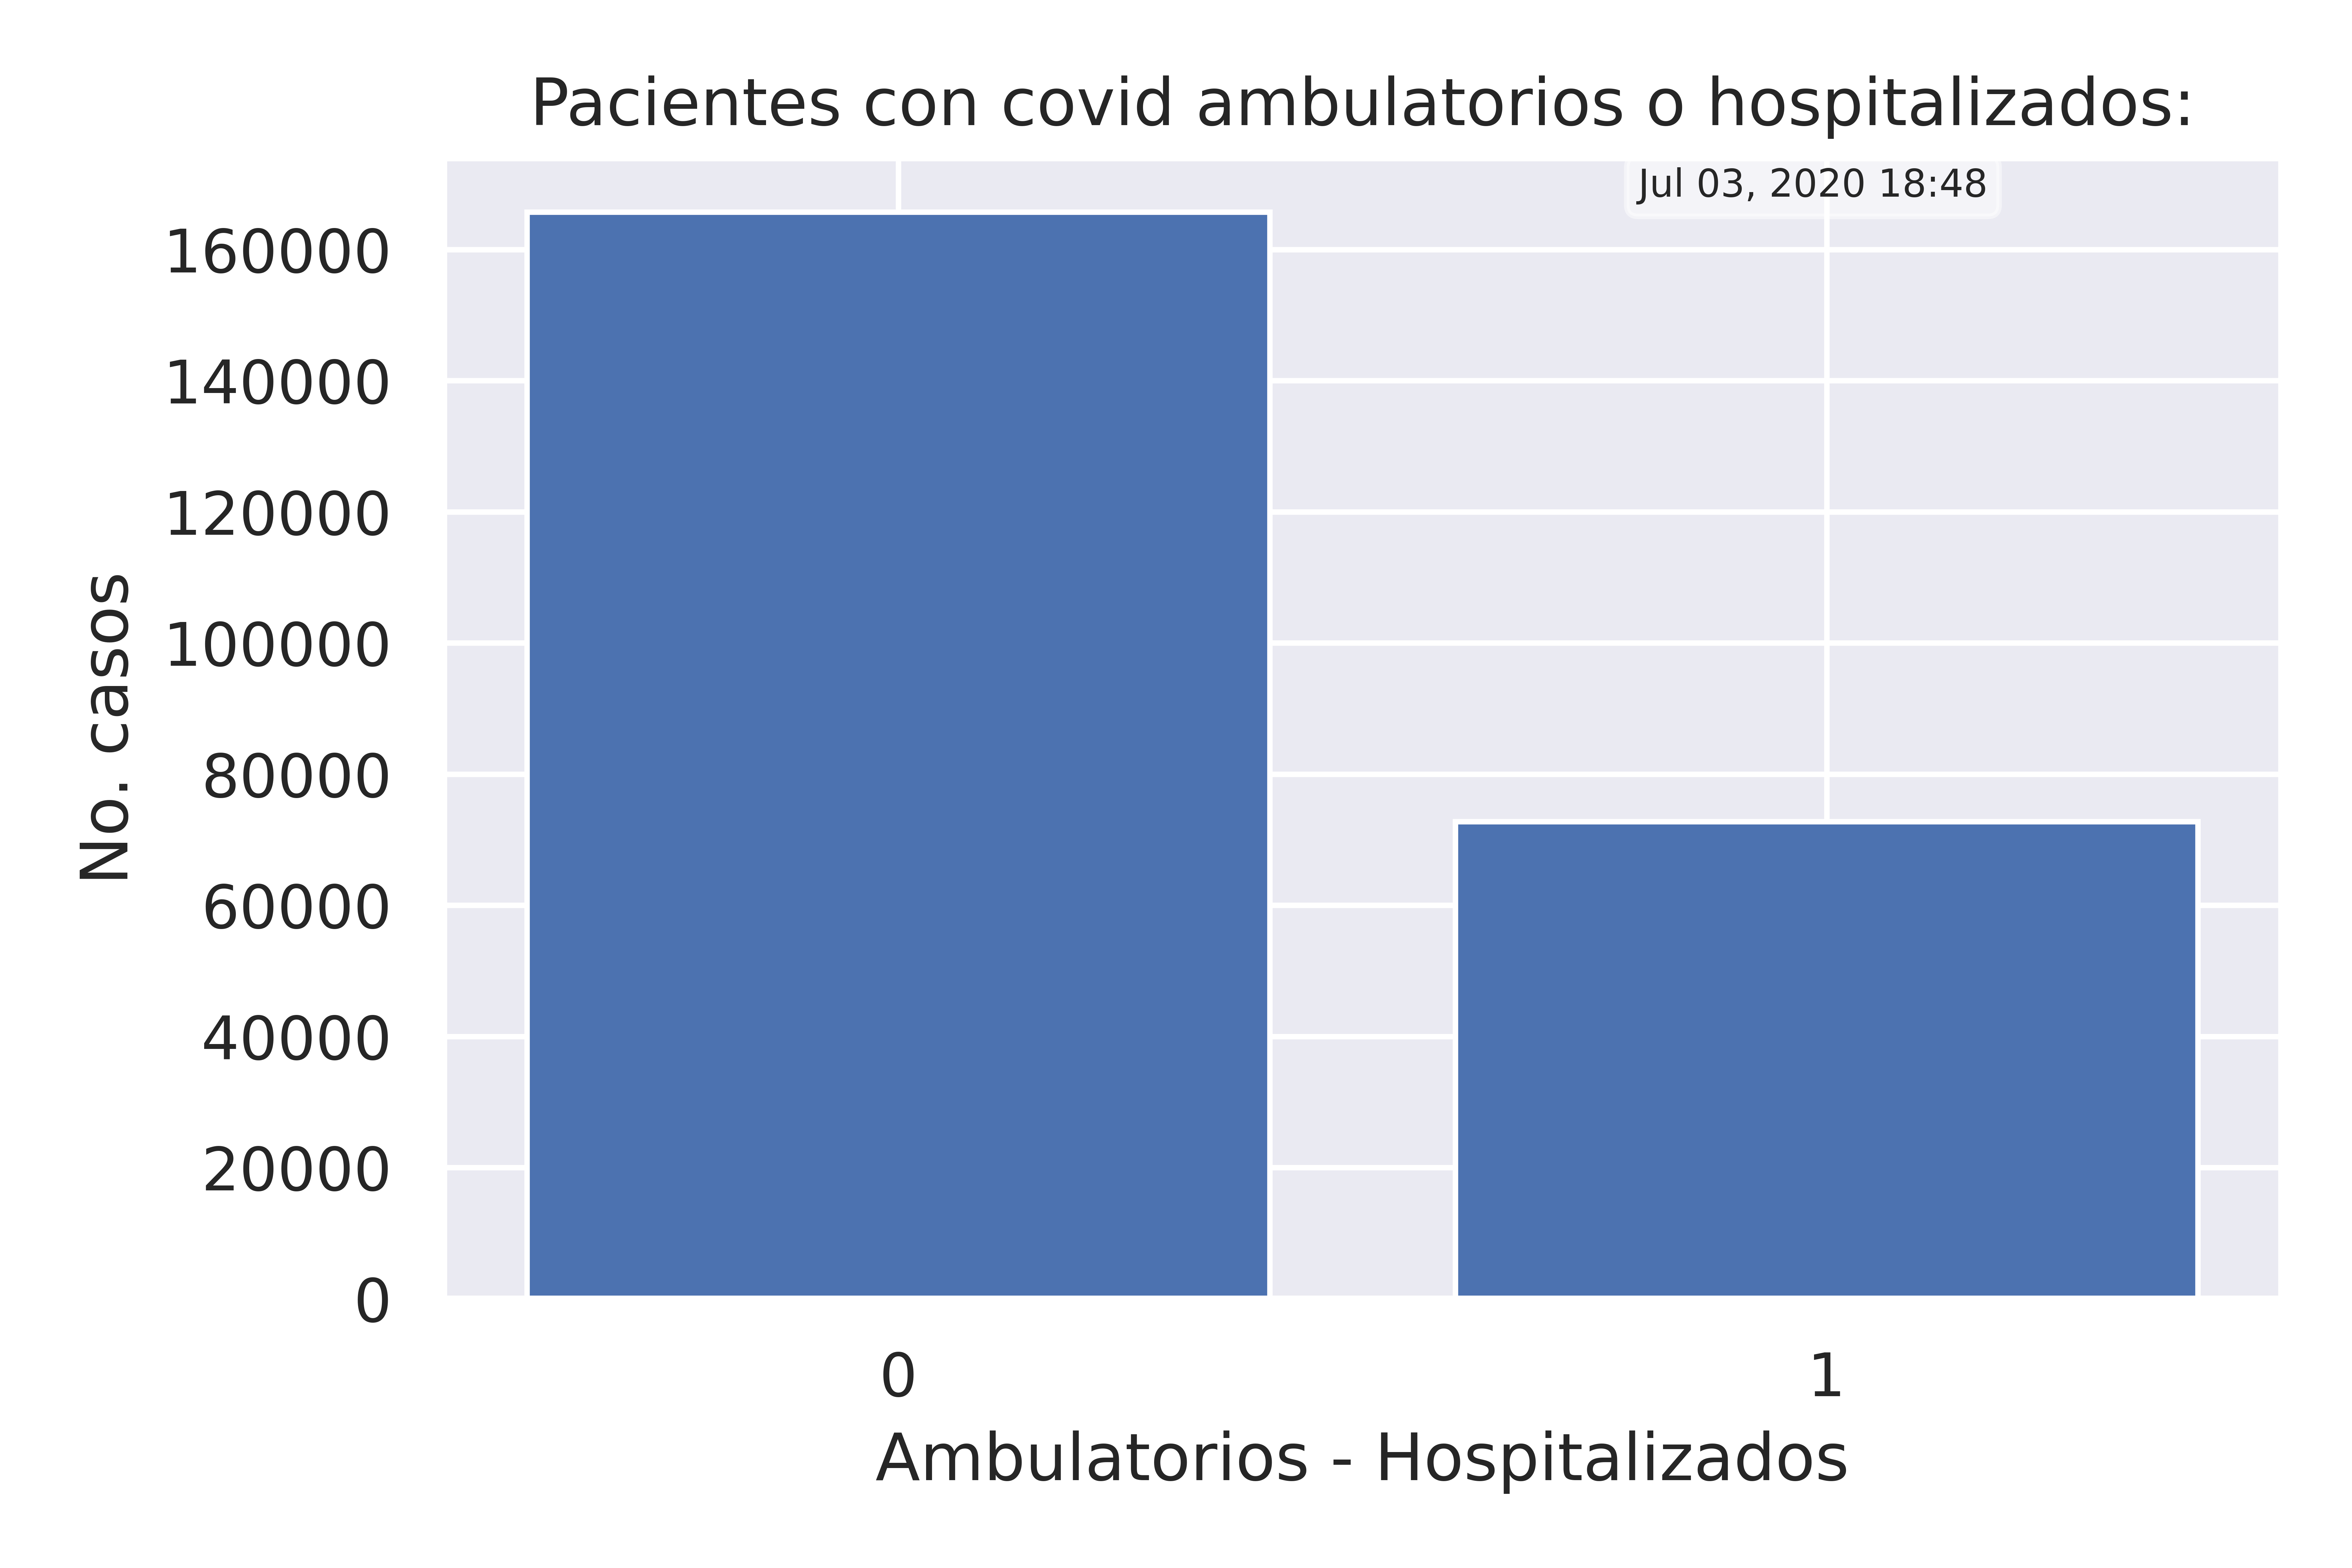 Pacientes con covid ambulatorios o hospitalizados:
Jul 03, 2020 18:48
No. casos
160000
140000
120000
100000
80000
60000
40000
20000
0
0 1
Ambulatorios - Hospitalizados